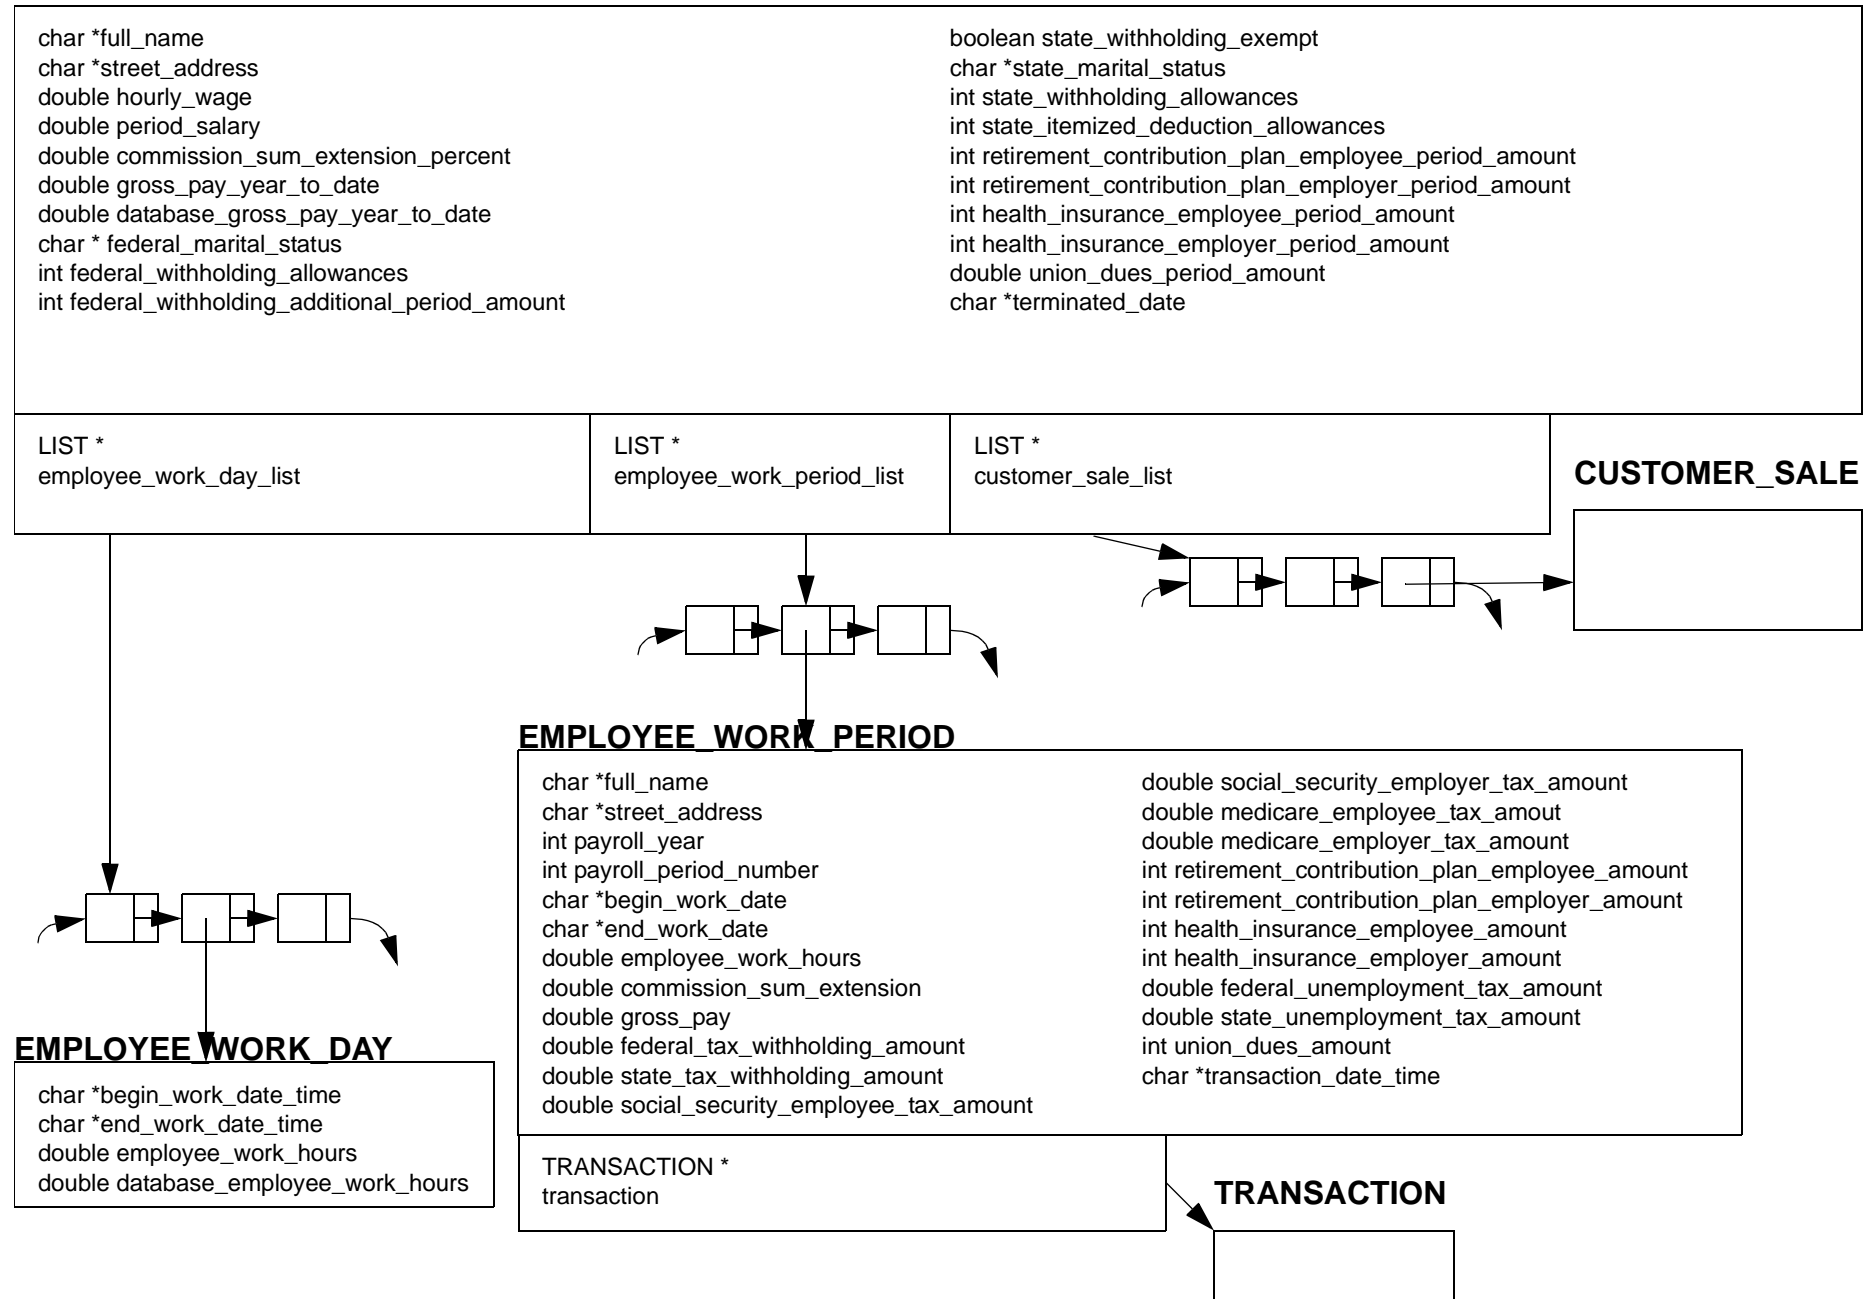 char *full_name
char *street_address
double hourly_wage
double period_salary
double commission_sum_extension_percent
double gross_pay_year_to_date
double database_gross_pay_year_to_date
char * federal_marital_status
int federal_withholding_allowances
int federal_withholding_additional_period_amount
boolean state_withholding_exempt
char *state_marital_status
int state_withholding_allowances
int state_itemized_deduction_allowances
int retirement_contribution_plan_employee_period_amount
int retirement_contribution_plan_employer_period_amount
int health_insurance_employee_period_amount
int health_insurance_employer_period_amount
double union_dues_period_amount
char *terminated_date
LIST *
employee_work_day_list
LIST *
employee_work_period_list
LIST *
customer_sale_list
CUSTOMER_SALE
EMPLOYEE_WORK_PERIOD
char *full_name
char *street_address
int payroll_year
int payroll_period_number
char *begin_work_date
char *end_work_date
double employee_work_hours
double commission_sum_extension
double gross_pay
double federal_tax_withholding_amount
double state_tax_withholding_amount
double social_security_employee_tax_amount
double social_security_employer_tax_amount
double medicare_employee_tax_amout
double medicare_employer_tax_amount
int retirement_contribution_plan_employee_amount
int retirement_contribution_plan_employer_amount
int health_insurance_employee_amount
int health_insurance_employer_amount
double federal_unemployment_tax_amount
double state_unemployment_tax_amount
int union_dues_amount
char *transaction_date_time
EMPLOYEE_WORK_DAY
char *begin_work_date_time
char *end_work_date_time
double employee_work_hours
double database_employee_work_hours
TRANSACTION *
transaction
TRANSACTION